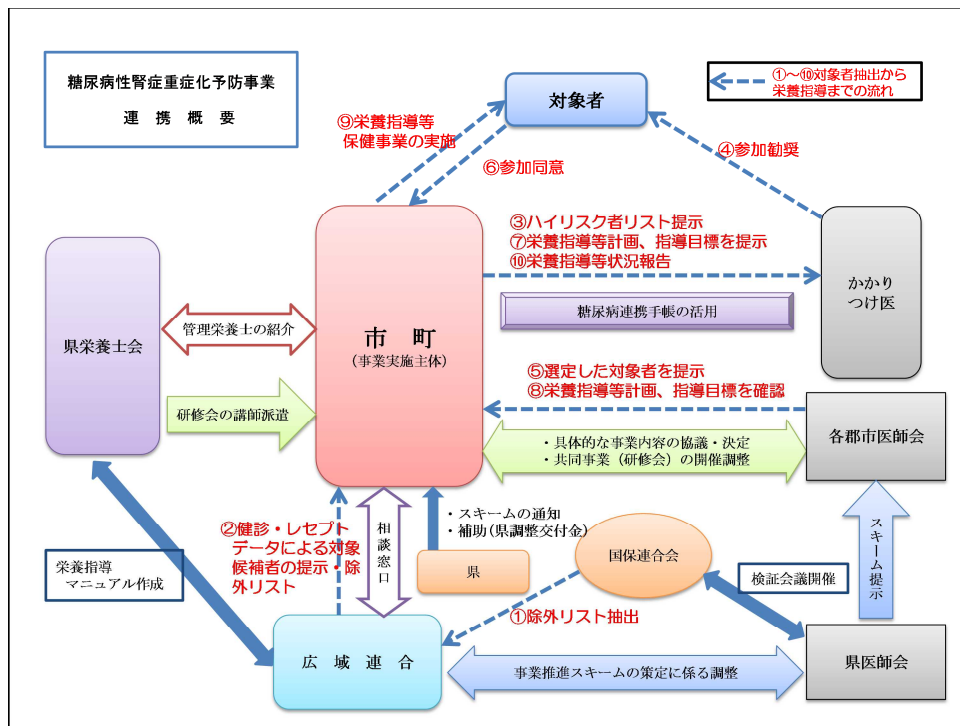 糖尿病性腎症重症化予防事業
連 携 概 要
対象者
①~⑩対象者抽出から
栄養指導までの流れ
⑨栄養指導等
保健事業の実施
⑥参加同意
④参加勧奨
③ハイリスク者リスト提示
⑦栄養指導等計画、指導目標を提示
⑩栄養指導等状況報告
かかり
つけ医
糖尿病連携手帳の活用
県栄養士会
管理栄養士の紹介
市 町
(事業実施主体)
⑤選定した対象者を提示
⑧栄養指導等計画、指導目標を確認
研修会の講師派遣
各郡市医師会
・具体的な事業内容の協議・決定
・共同事業(研修会)の開催調整
②健診・レセプト
データによる対象
候補者の提示・除
外リスト
相談窓口
・スキームの通知
・補助(県調整交付金)
県
国保連合会
スキーム提示
栄養指導
マニュアル作成
検証会議開催
①除外リスト抽出
広 域 連 合
事業推進スキームの策定に係る調整
県医師会